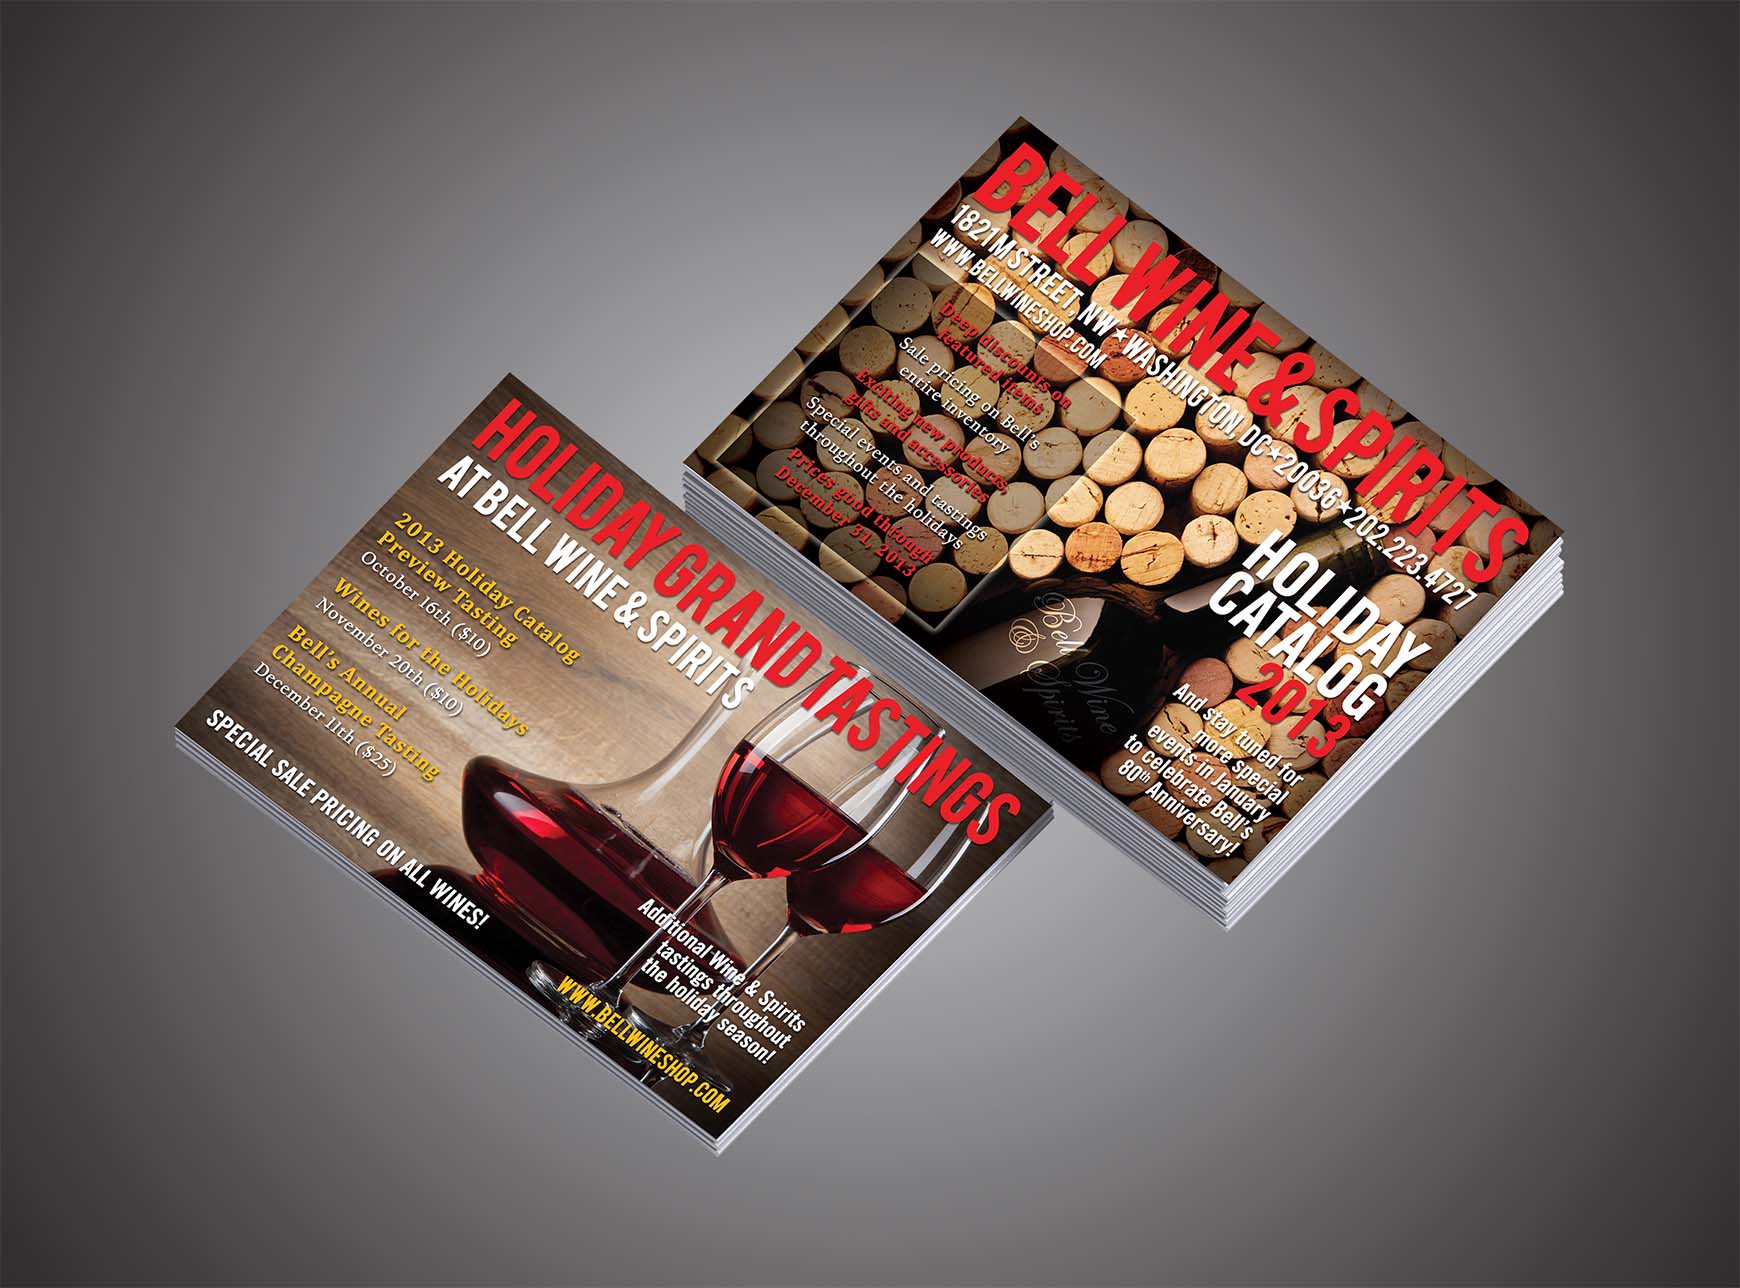 HOLIDAY GRAND TASTINGS
AT BELL WINE & SPIRITS
2013 Holiday Catalog
Preview Tasting
October 16th ($10)
Wines for the Holidays
November 20th ($10)
Bell's Annual
Champagne Tasting
December 11th ($25)
SPECIAL SALE PRICING ON ALL WINES!
Additional Wine & Spirits
tastings throughout
the holiday season!
WWW.BELLWINESHOP.COM
BELL WINE & SPIRITS
1821 M STREET, NW★WASHINGTON, DC★20036★202.223.4727
WWW.BELLWINESHOP.COM
Deep discounts on
featured items
Sale pricing on Bell's
entire inventory
Exciting new products,
gifts and accessories
Special events and tastings
throughout the holidays
Prices good through
December 31, 2013
Bell Wine
& Spirits
HOLIDAY
CATALOG
2013
And stay tuned for
more special
events in January
to celebrate Bell's
80th
Anniversary!